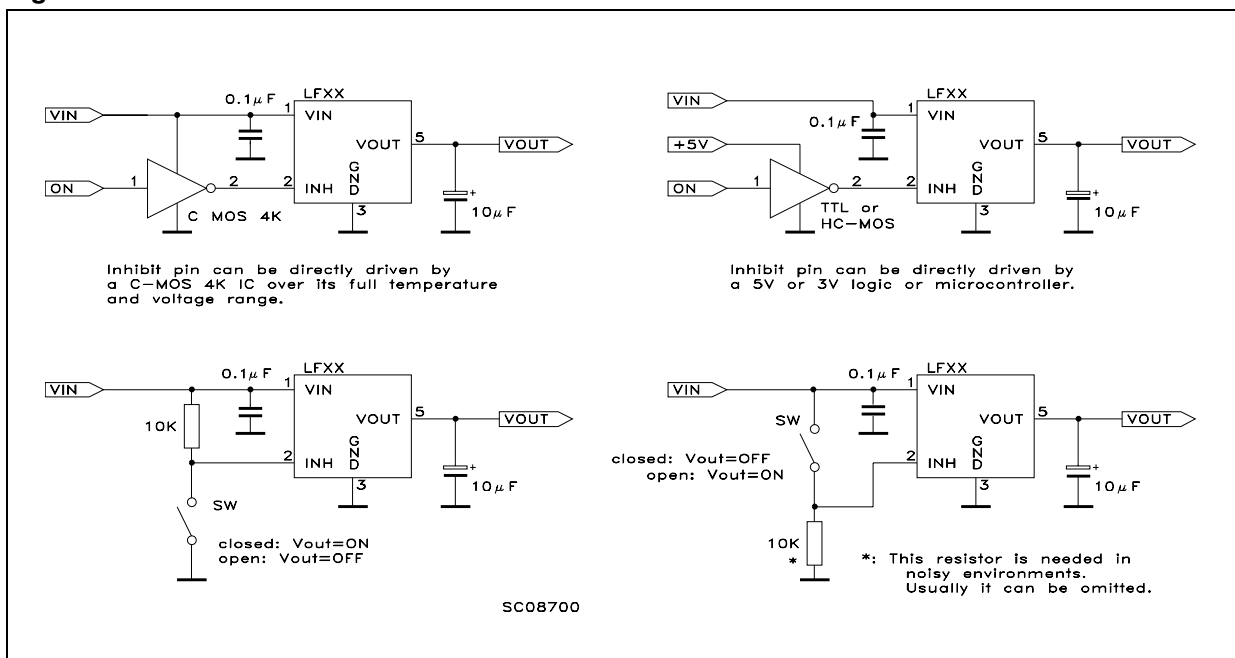 LFXX
VIN
0.1μF
1
VIN
VOUT
5
VOUT
ON
1
2
2
INH
GND
3
C MOS 4K
+
10μF
Inhibit pin can be directly driven by
a C-MOS 4K IC over its full temperature
and voltage range.
LFXX
VIN
0.1μF
1
VIN
+5V
VOUT
5
VOUT
ON
1
2
2
INH
GND
3
TTL or
HC-MOS
+
10μF
Inhibit pin can be directly driven by
a 5V or 3V logic or microcontroller.
LFXX
VIN
0.1μF
1
VIN
10K
VOUT
5
VOUT
2
INH
GND
3
+
10μF
SW
closed: Vout=ON
open: Vout=OFF
LFXX
VIN
0.1μF
1
VIN
SW
VOUT
5
VOUT
closed: Vout=OFF
open: Vout=ON
2
INH
GND
3
+
10μF
10K
*
*: This resistor is needed in
noisy environments.
Usually it can be omitted.
SC08700